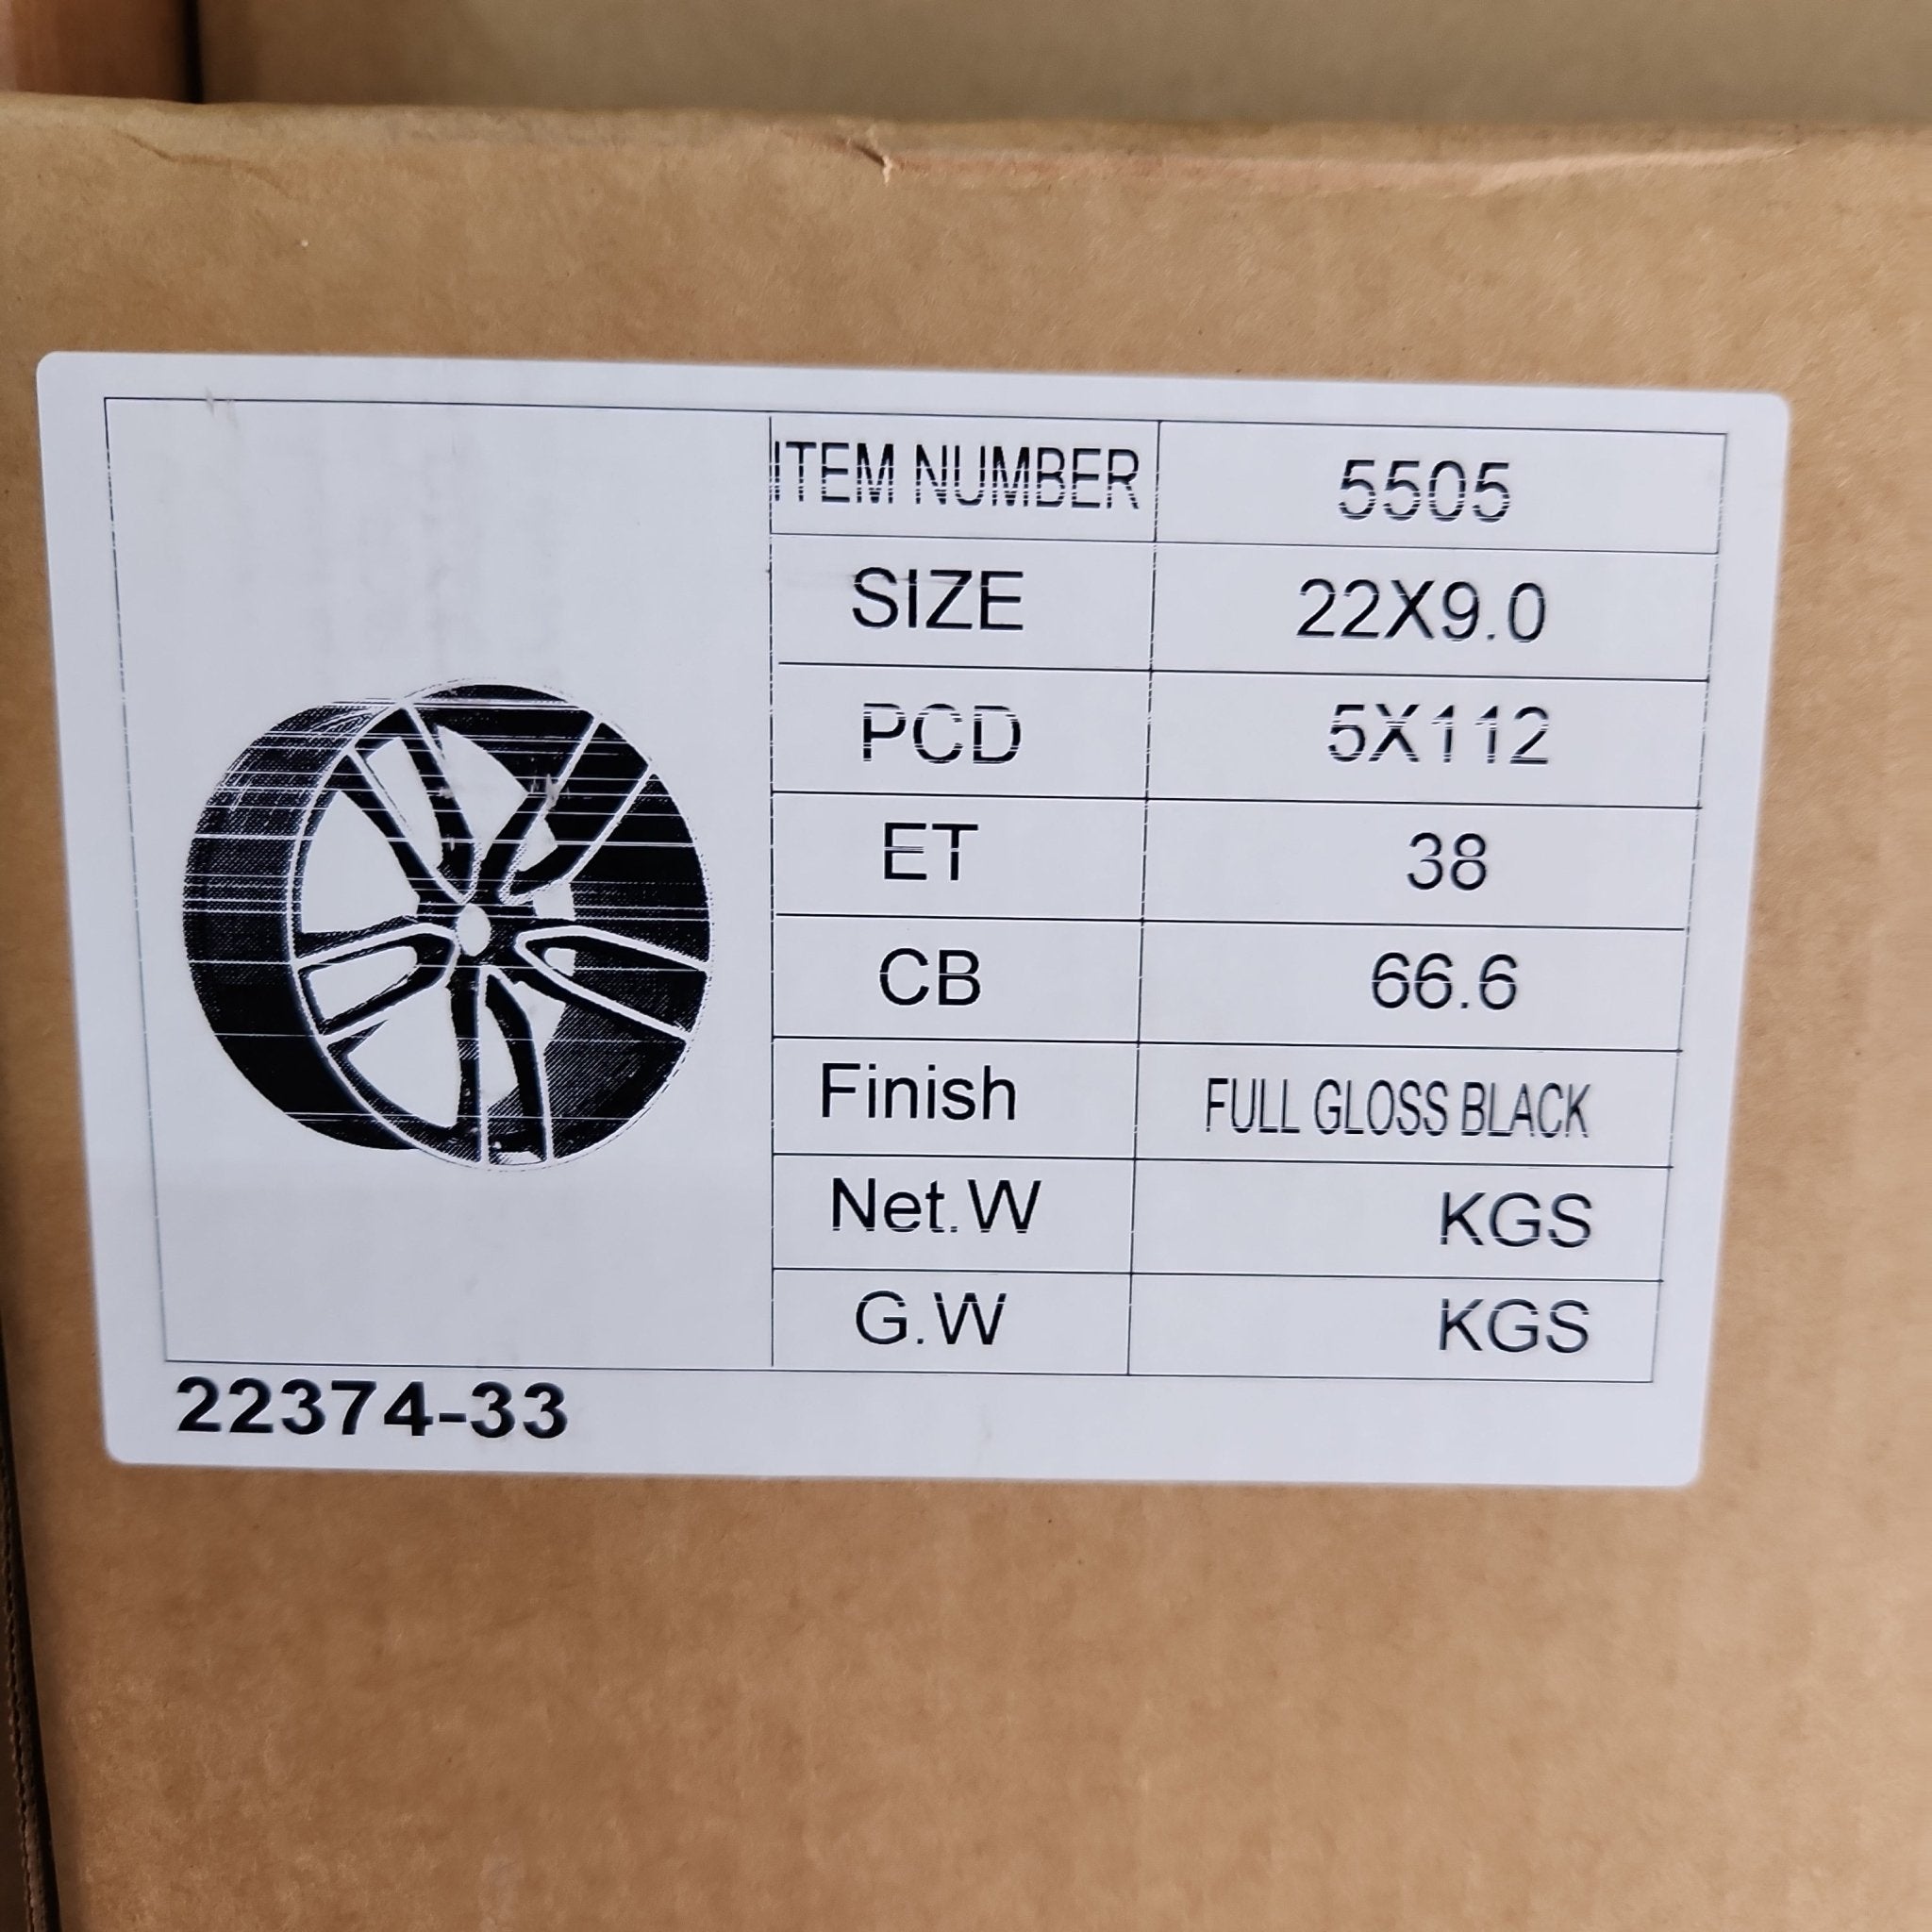 ITEM NUMBER 5505
SIZE 22X9.0
PCD 5X112
ET 38
CB 66.6
Finish FULL GLOSS BLACK
Net.W KGS
G.W KGS
22374-33